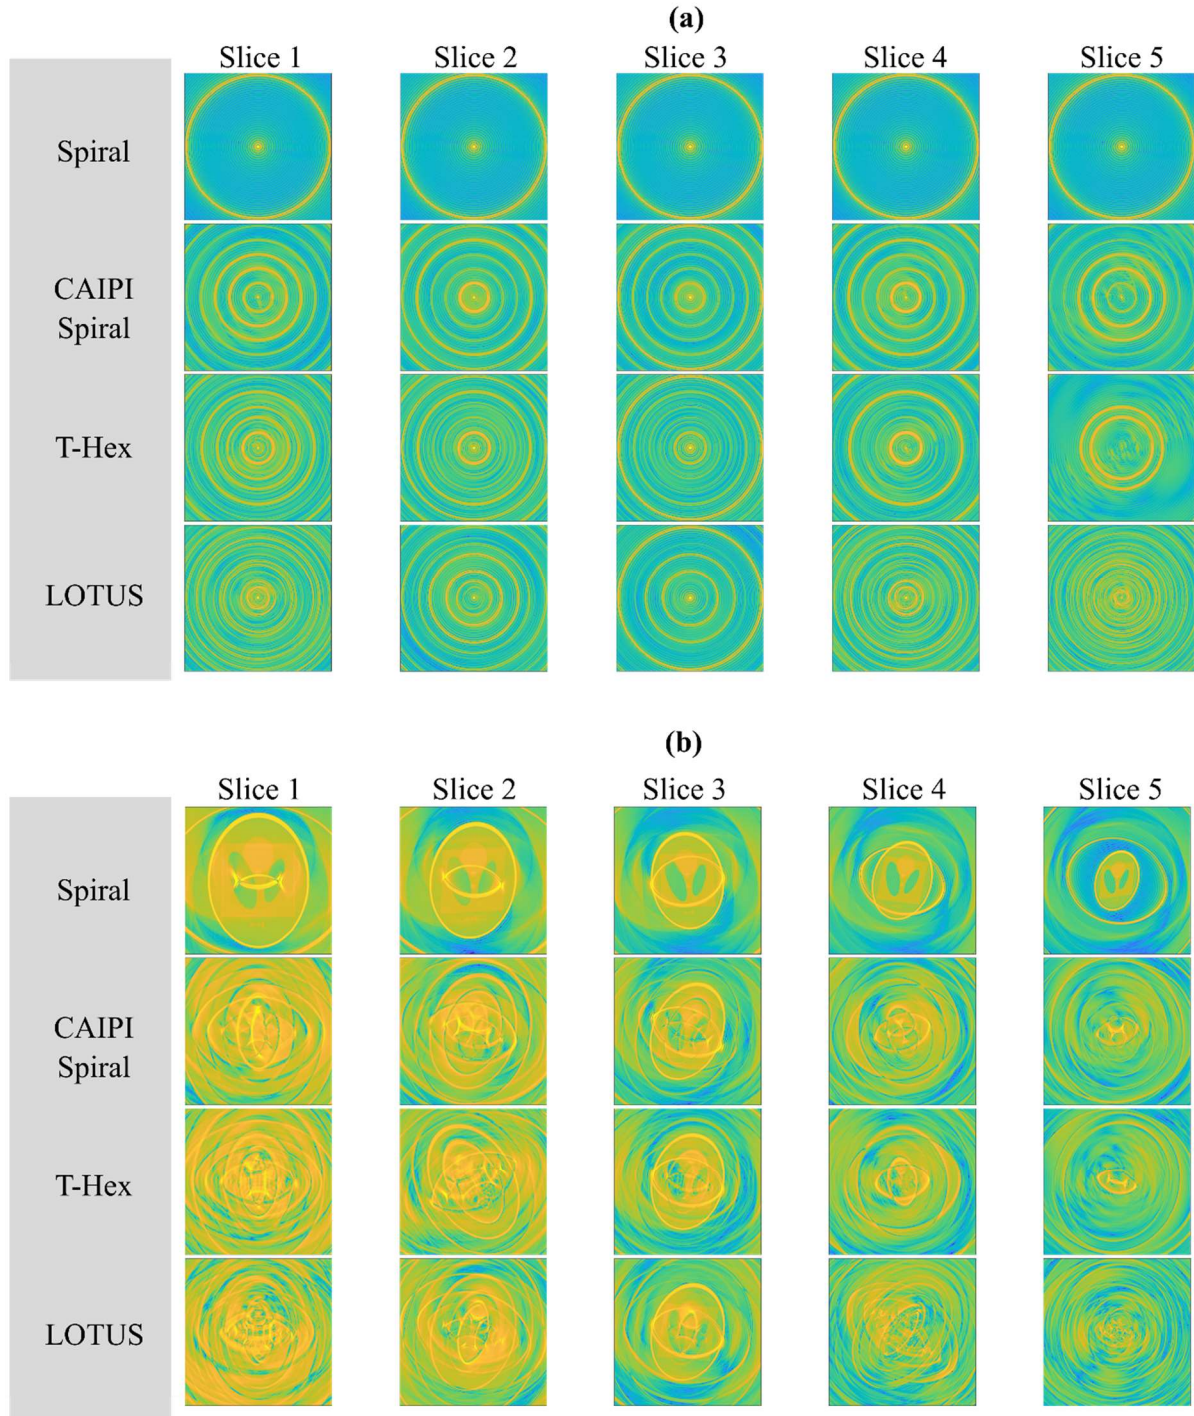 (a)
Slice 1 Slice 2 Slice 3 Slice 4 Slice 5
Spiral
CAIPI
Spiral
T-Hex
LOTUS
(b)
Slice 1 Slice 2 Slice 3 Slice 4 Slice 5
Spiral
CAIPI
Spiral
T-Hex
LOTUS